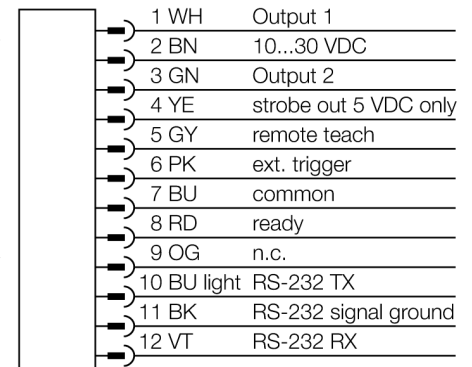 1 WH Output 1
2 BN 10...30 VDC
3 GN Output 2
4 YE strobe out 5 VDC only
5 GY remote teach
6 PK ext. trigger
7 BU common
8 RD ready
9 OG n.c.
10 BU light RS-232 TX
11 BK RS-232 signal ground
12 VT RS-232 RX